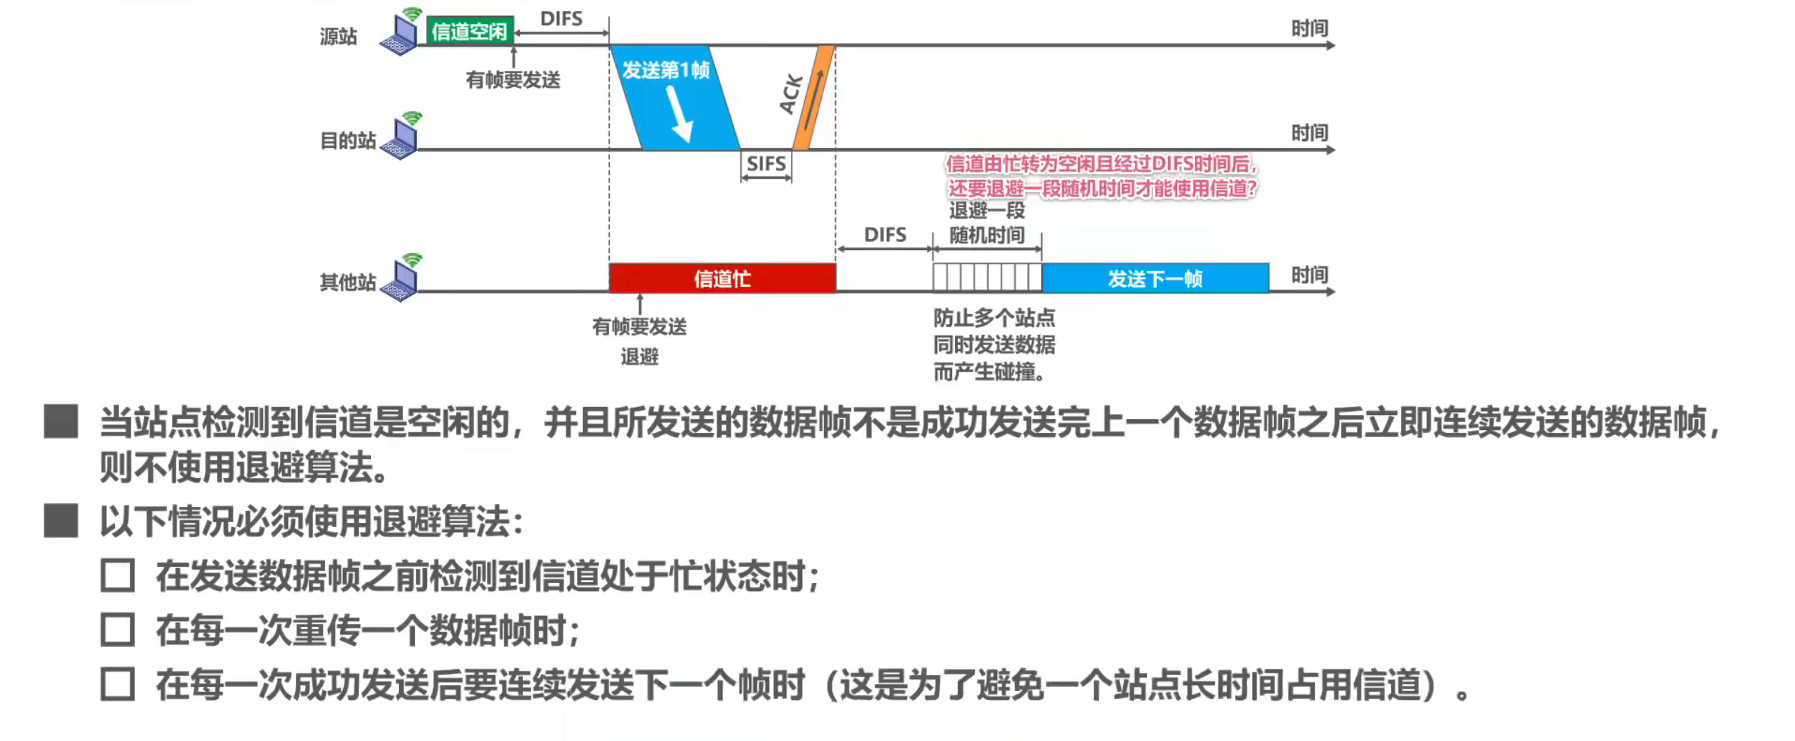 源站
信道空闲
DIFS
时间
有帧要发送
发送第1帧
ACK
目的站
时间
SIFS
信道由忙转为空闲且经过DIFS时间后,
还要退避一段随机时间才能使用信道?
退避一段
随机时间
DIFS
其他站
信道忙
发送下一帧
时间
有帧要发送
退避
防止多个站点
同时发送数据
而产生碰撞。
当站点检测到信道是空闲的，并且所发送的数据帧不是成功发送完上一个数据帧之后立即连续发送的数据帧，
则不使用退避算法。
以下情况必须使用退避算法：
在发送数据帧之前检测到信道处于忙状态时；
在每一次重传一个数据帧时；
在每一次成功发送后要连续发送下一个帧时（这是为了避免一个站点长时间占用信道）。